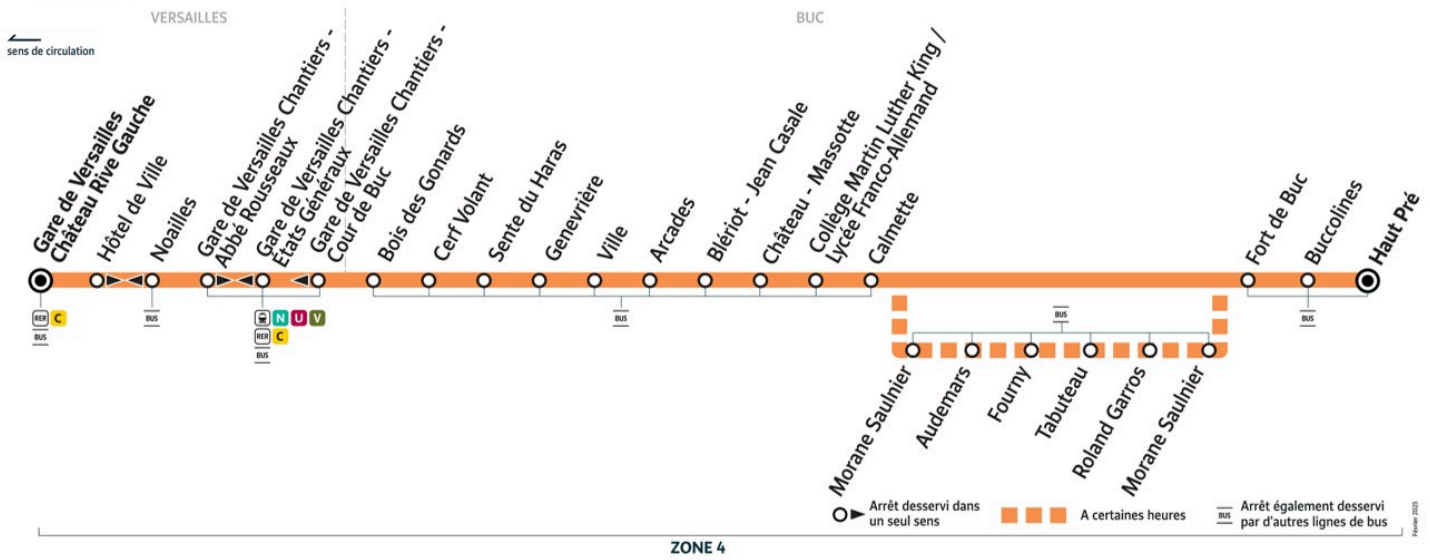 VERSAILLES
BUC
sens de circulation
Gare de Versailles
Château Rive Gauche
Hôtel de Ville
Noailles
Gare de Versailles Chantiers -
Abbé Rousseaux
Gare de Versailles Chantiers -
États Généraux
Gare de Versailles Chantiers -
Cour de Buc
Bois des Gonards
Cerf Volant
Sente du Haras
Genevrière
Ville
Arcades
Blériot - Jean Casale
Château - Massotte
Collège Martin Luther King /
Lycée Franco-Allemand
Calmette
Fort de Buc
Buccolines
Haut Pré
RER C
BUS
BUS
N U V
RER C
BUS
BUS
BUS
BUS
Morane Saulnier
Audemars
Fourny
Tabuteau
Roland Garros
Morane Saulnier
Arrêt desservi dans
un seul sens
A certaines heures
BUS
Arrêt également desservi
par d'autres lignes de bus
Février 2025
ZONE 4